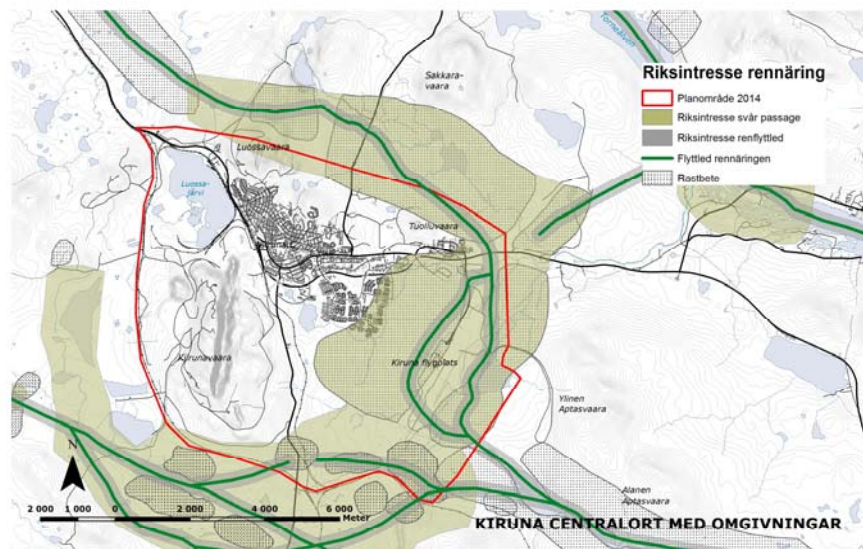 Torneälven
Sakkara-
vaara
Riksintresse rennäring
Planområde 2014
Riksintresse svår passage
Riksintresse renflyttled
Flyttled rennäringen
Rastbete
Luossavaara
Luossa-
järvi
Tuolluvaara
Kiirunavaara
Kiruna flygplats
Ylinen
Aptasvaara
Alanen
Aptasvaara
N
2 000 1 000 0 2 000 4 000 6 000
Meter
KIRUNA CENTRALORT MED OMGIVNINGAR